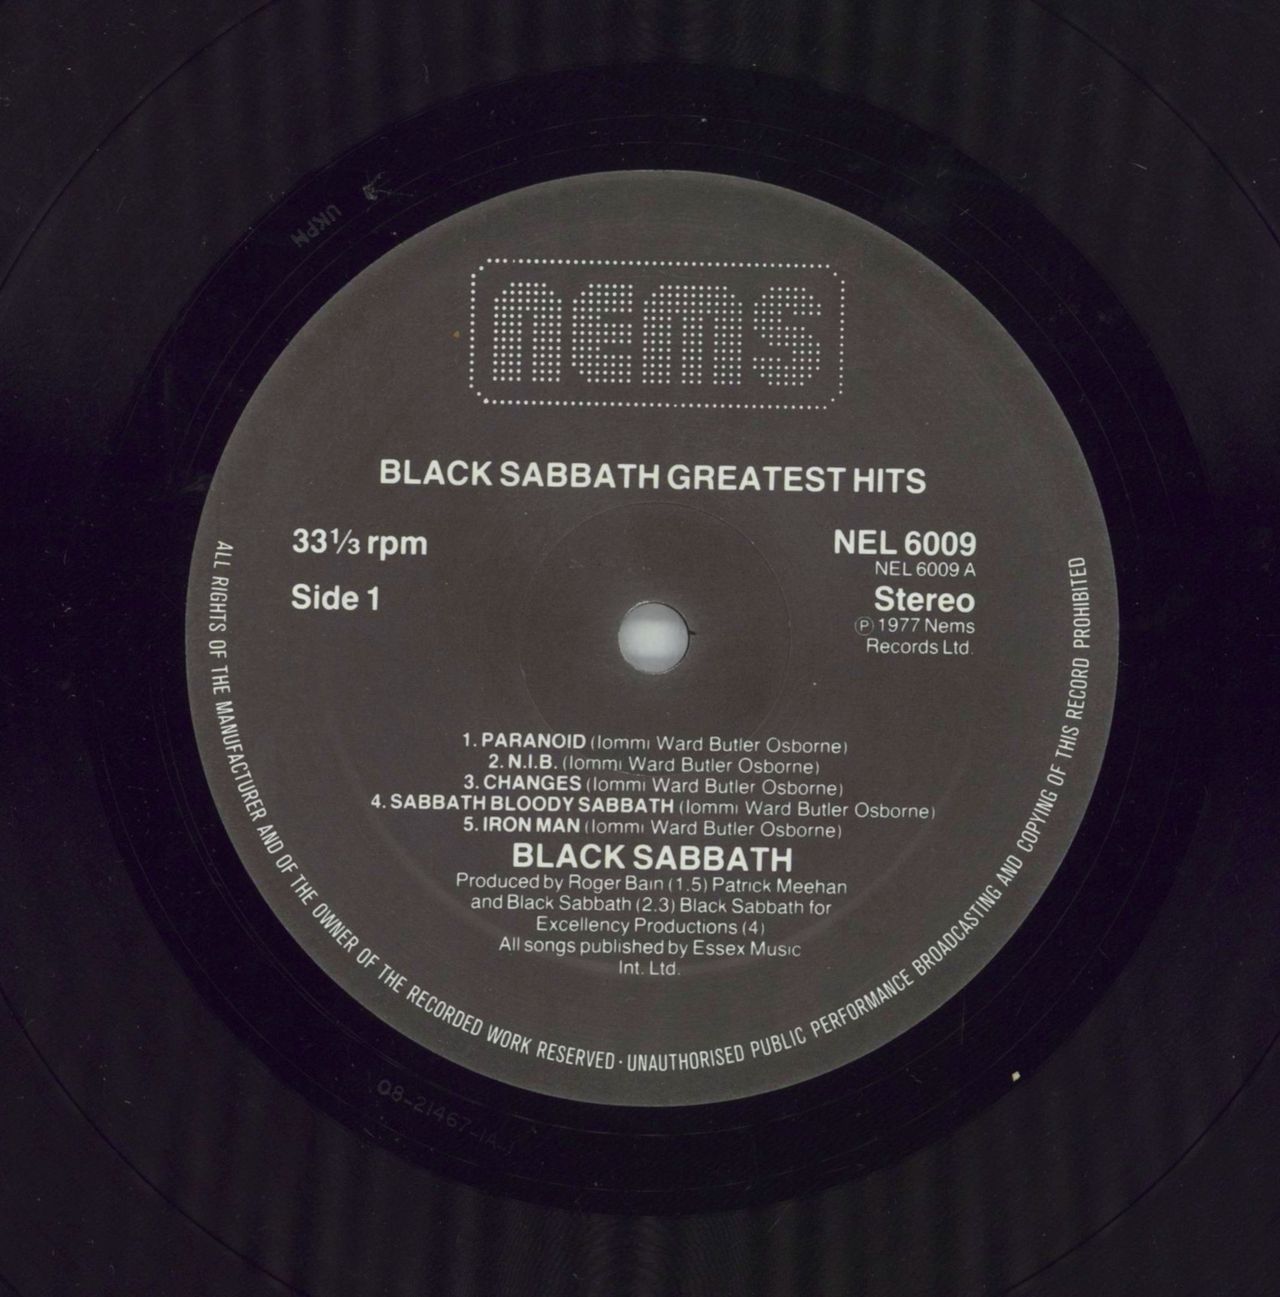 UKPH
nems
BLACK SABBATH GREATEST HITS
33⅓ rpm
Side 1
NEL 6009
NEL 6009 A
Stereo
Ⓟ 1977 Nems
Records Ltd.
1. PARANOID (Iommi Ward Butler Osborne)
2. N.I.B. (Iommi Ward Butler Osborne)
3. CHANGES (Iommi Ward Butler Osborne)
4. SABBATH BLOODY SABBATH (Iommi Ward Butler Osborne)
5. IRON MAN (Iommi Ward Butler Osborne)
BLACK SABBATH
Produced by Roger Bain (1.5) Patrick Meehan
and Black Sabbath (2.3) Black Sabbath for
Excellency Productions (4)
All songs published by Essex Music
Int. Ltd.
ALL RIGHTS OF THE MANUFACTURER AND OF THE OWNER OF THE RECORDED WORK RESERVED · UNAUTHORISED PUBLIC PERFORMANCE BROADCASTING AND COPYING OF THIS RECORD PROHIBITED